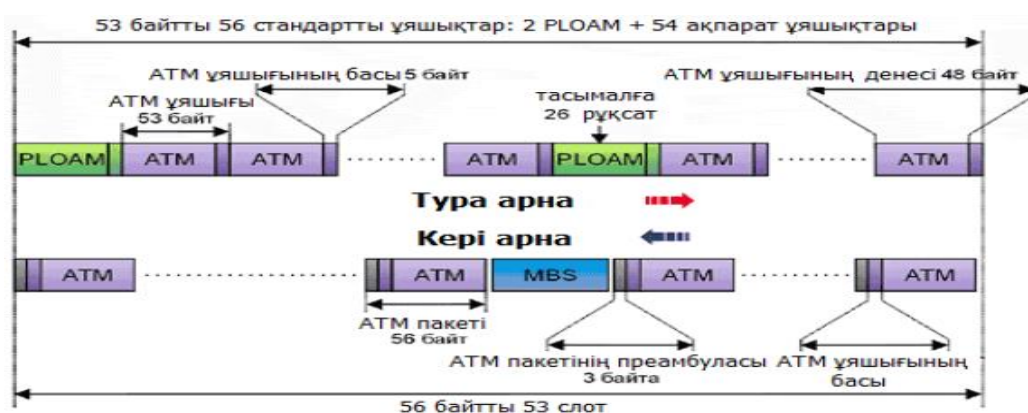 53 байтты 56 стандартты ұяшықтар: 2 PLOAM + 54 ақпарат ұяшықтары
АТМ ұяшығының басы 5 байт
АТМ ұяшығының денесі 48 байт
АТМ ұяшығы
53 байт
тасымалға
26 рұқсат
PLOAM ATM ATM ATM PLOAM ATM ATM
Тура арна
Кері арна
ATM ATM MBS ATM ATM
АТМ пакеті
56 байт
АТМ пакетінің преамбуласы
3 байта
АТМ ұяшығының
басы
56 байтты 53 слот